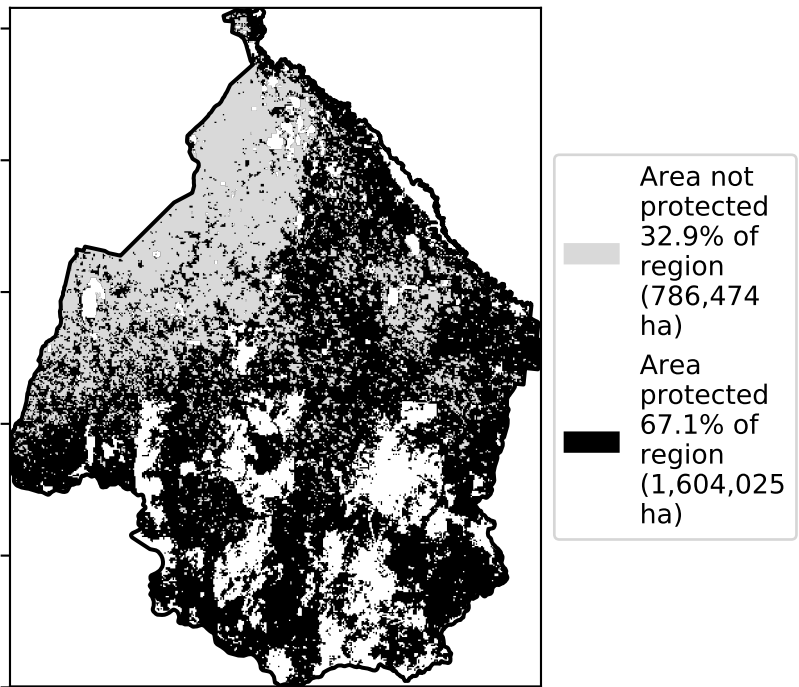 Area not
protected
32.9% of
region
(786,474
ha)
Area
protected
67.1% of
region
(1,604,025
ha)